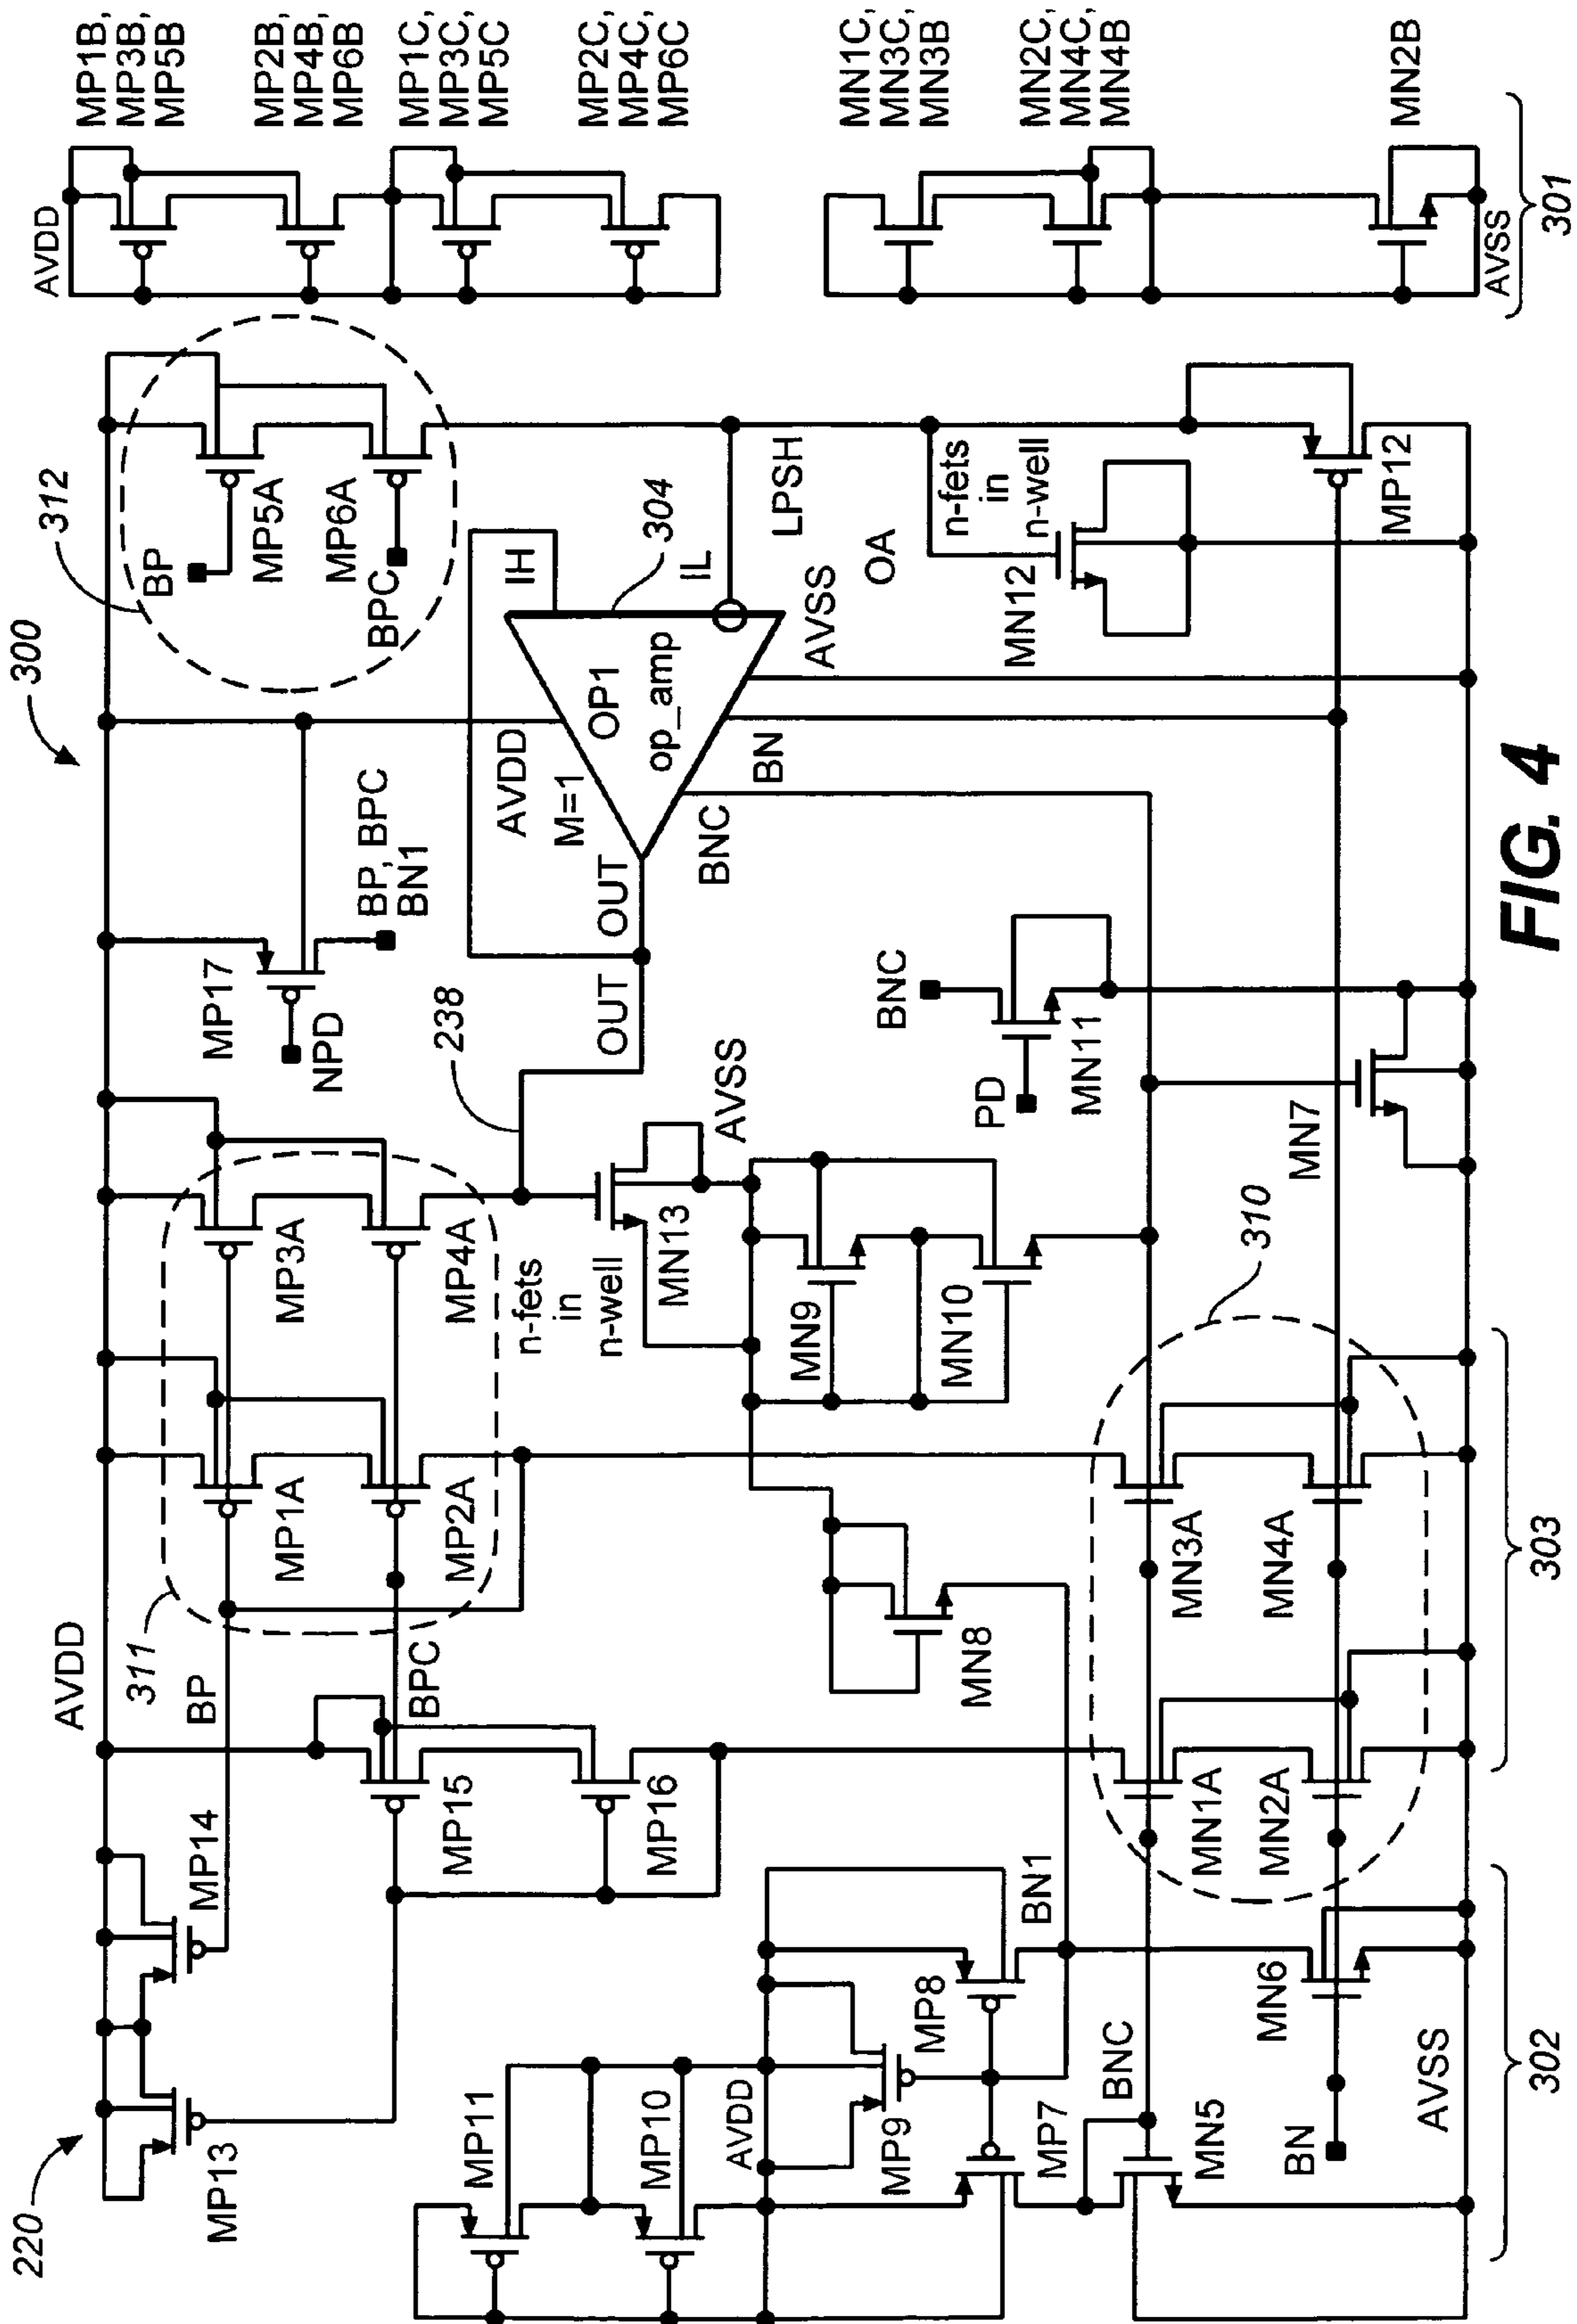 220
300
AVDD
MP13
MP14
311
BP
BPC
MP1A
MP2A
MP3A
MP4A
MP15
MP16
n-fets
in
n-well
MN13
AVSS
238
MP17
NPD
BP, BPC
BN1
OUT
OUT
AVDD
M=1
OP1
op_amp
IH
IL
304
BNC
BN
AVSS
LPSH
OA
312
BP
MP5A
MP6A
BPC
n-fets
in
n-well
MN12
MP12
AVDD
MP1B,
MP3B,
MP5B
MP2B,
MP4B,
MP6B
MP1C,
MP3C,
MP5C
MP2C,
MP4C,
MP6C
MN1C,
MN3C,
MN3B
MN2C,
MN4C,
MN4B
MN2B
AVSS
301
MP11
MP10
AVDD
MP9
MP8
MP7
BN1
BNC
MN5
MN6
BN
AVSS
302
MN8
MN9
MN10
MN1A
MN2A
MN3A
MN4A
310
303
BNC
PD
MN11
MN7
FIG. 4